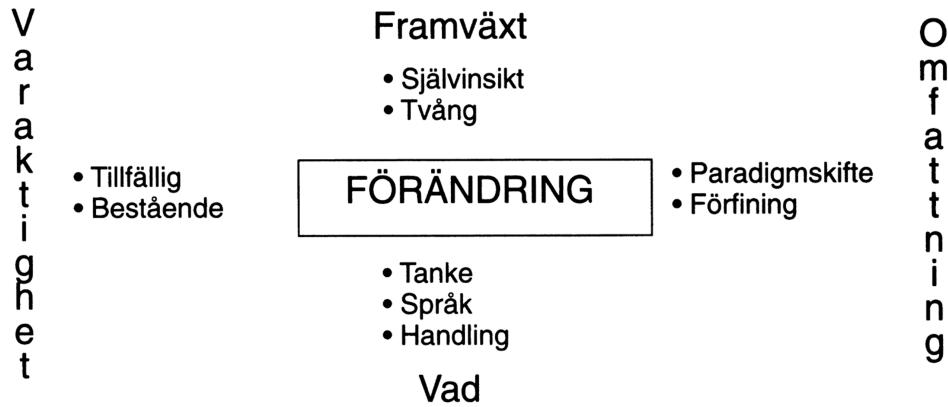 Framväxt
• Självinsikt
• Tvång
Varaktighet
• Tillfällig
• Bestående
FÖRÄNDRING
• Paradigmskifte
• Förfining
Omfattning
• Tanke
• Språk
• Handling
Vad